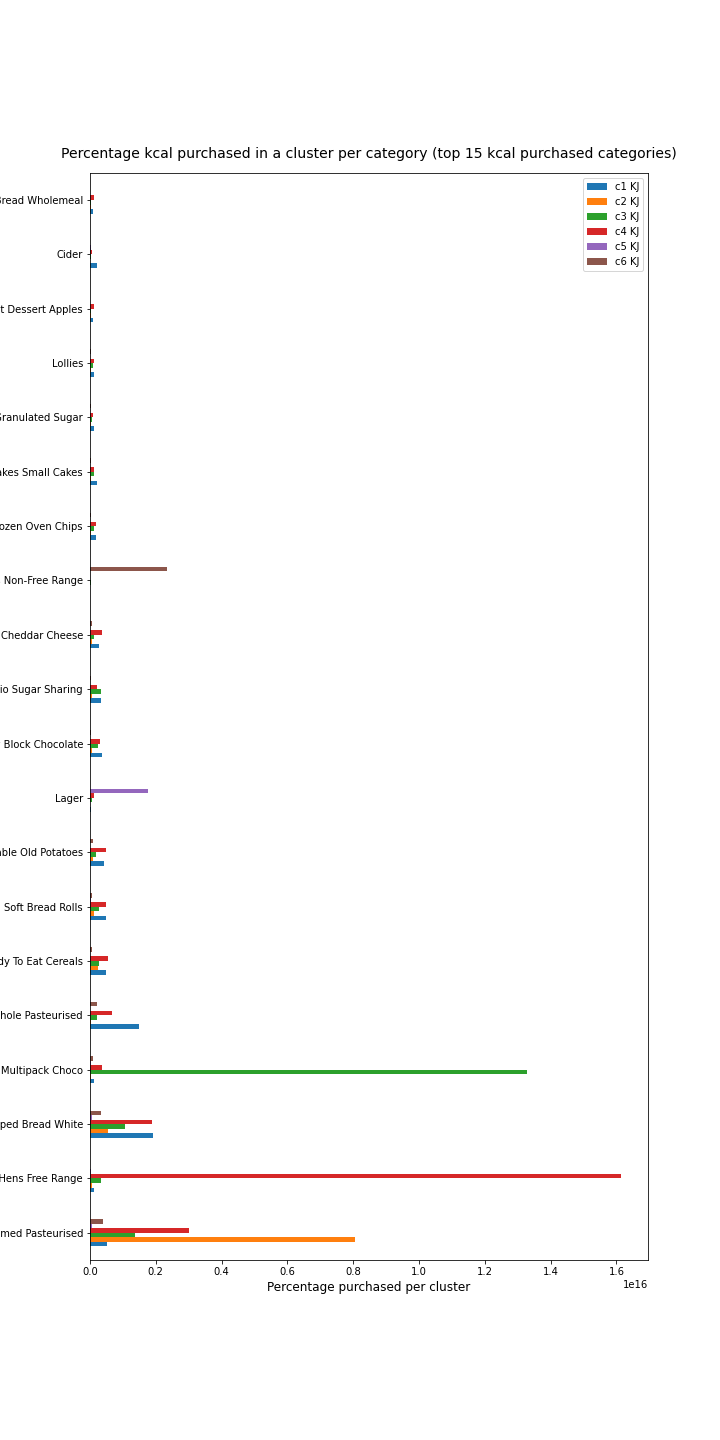 Percentage kcal purchased in a cluster per category (top 15 kcal purchased categories)
c1 KJ
c2 KJ
c3 KJ
c4 KJ
c5 KJ
c6 KJ
Bread Wholemeal
Cider
t Dessert Apples
Lollies
Granulated Sugar
akes Small Cakes
ozen Oven Chips
Non-Free Range
Cheddar Cheese
io Sugar Sharing
Block Chocolate
Lager
able Old Potatoes
Soft Bread Rolls
dy To Eat Cereals
hole Pasteurised
Multipack Choco
ped Bread White
Hens Free Range
med Pasteurised
0.0 0.2 0.4 0.6 0.8 1.0 1.2 1.4 1.6
1e16
Percentage purchased per cluster